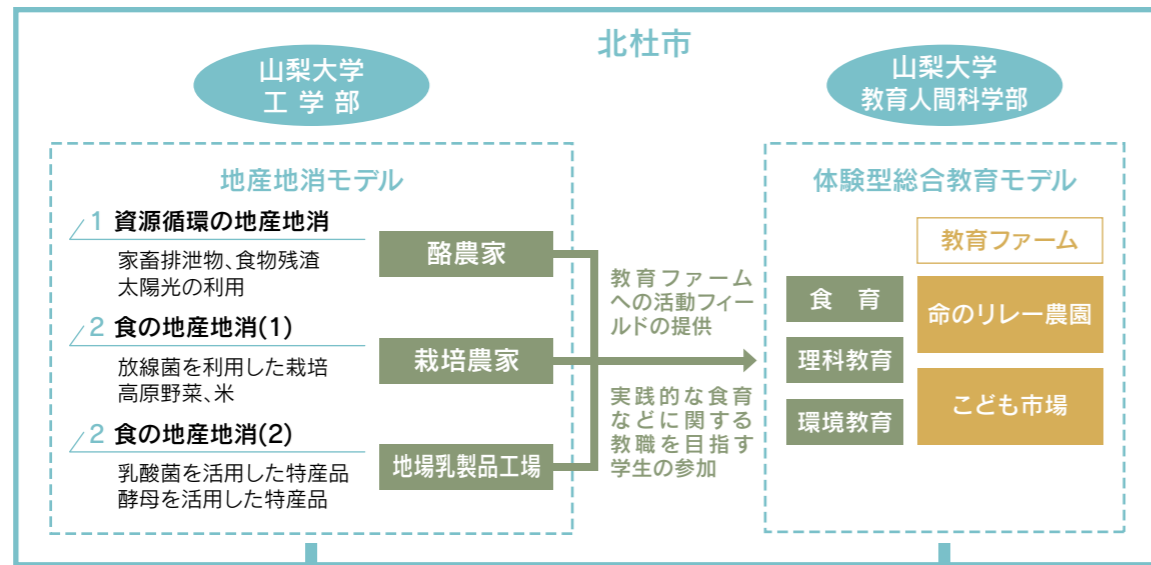 北杜市
山梨大学
工学部
地産地消モデル
1 資源循環の地産地消
家畜排泄物、食物残渣
太陽光の利用
酪農家
2 食の地産地消(1)
放線菌を利用した栽培
高原野菜、米
栽培農家
2 食の地産地消(2)
乳酸菌を活用した特産品
酵母を活用した特産品
地場乳製品工場
教育ファーム
への活動フィー
ルドの提供
実践的な食育
などに関する
教職を目指す
学生の参加
山梨大学
教育人間科学部
体験型総合教育モデル
食 育
理科教育
環境教育
教育ファーム
命のリレー農園
こども市場